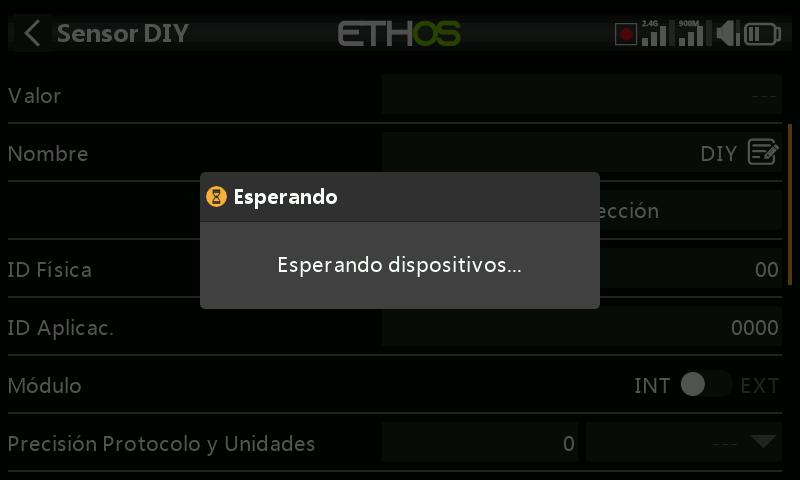 Sensor DIY
ETHOS
2.4G
900M
Valor
---
Nombre
DIY
Esperando
ección
Esperando dispositivos...
ID Física
00
ID Aplicac.
0000
Módulo
INT
EXT
Precisión Protocolo y Unidades
0
---